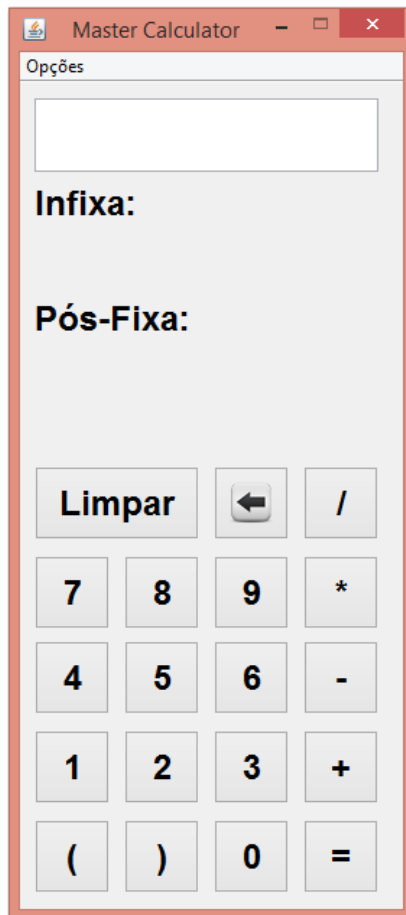 Master Calculator
Opções
Infixa:
Pós-Fixa:
Limpar /
7 8 9 *
4 5 6 -
1 2 3 +
( ) 0 =